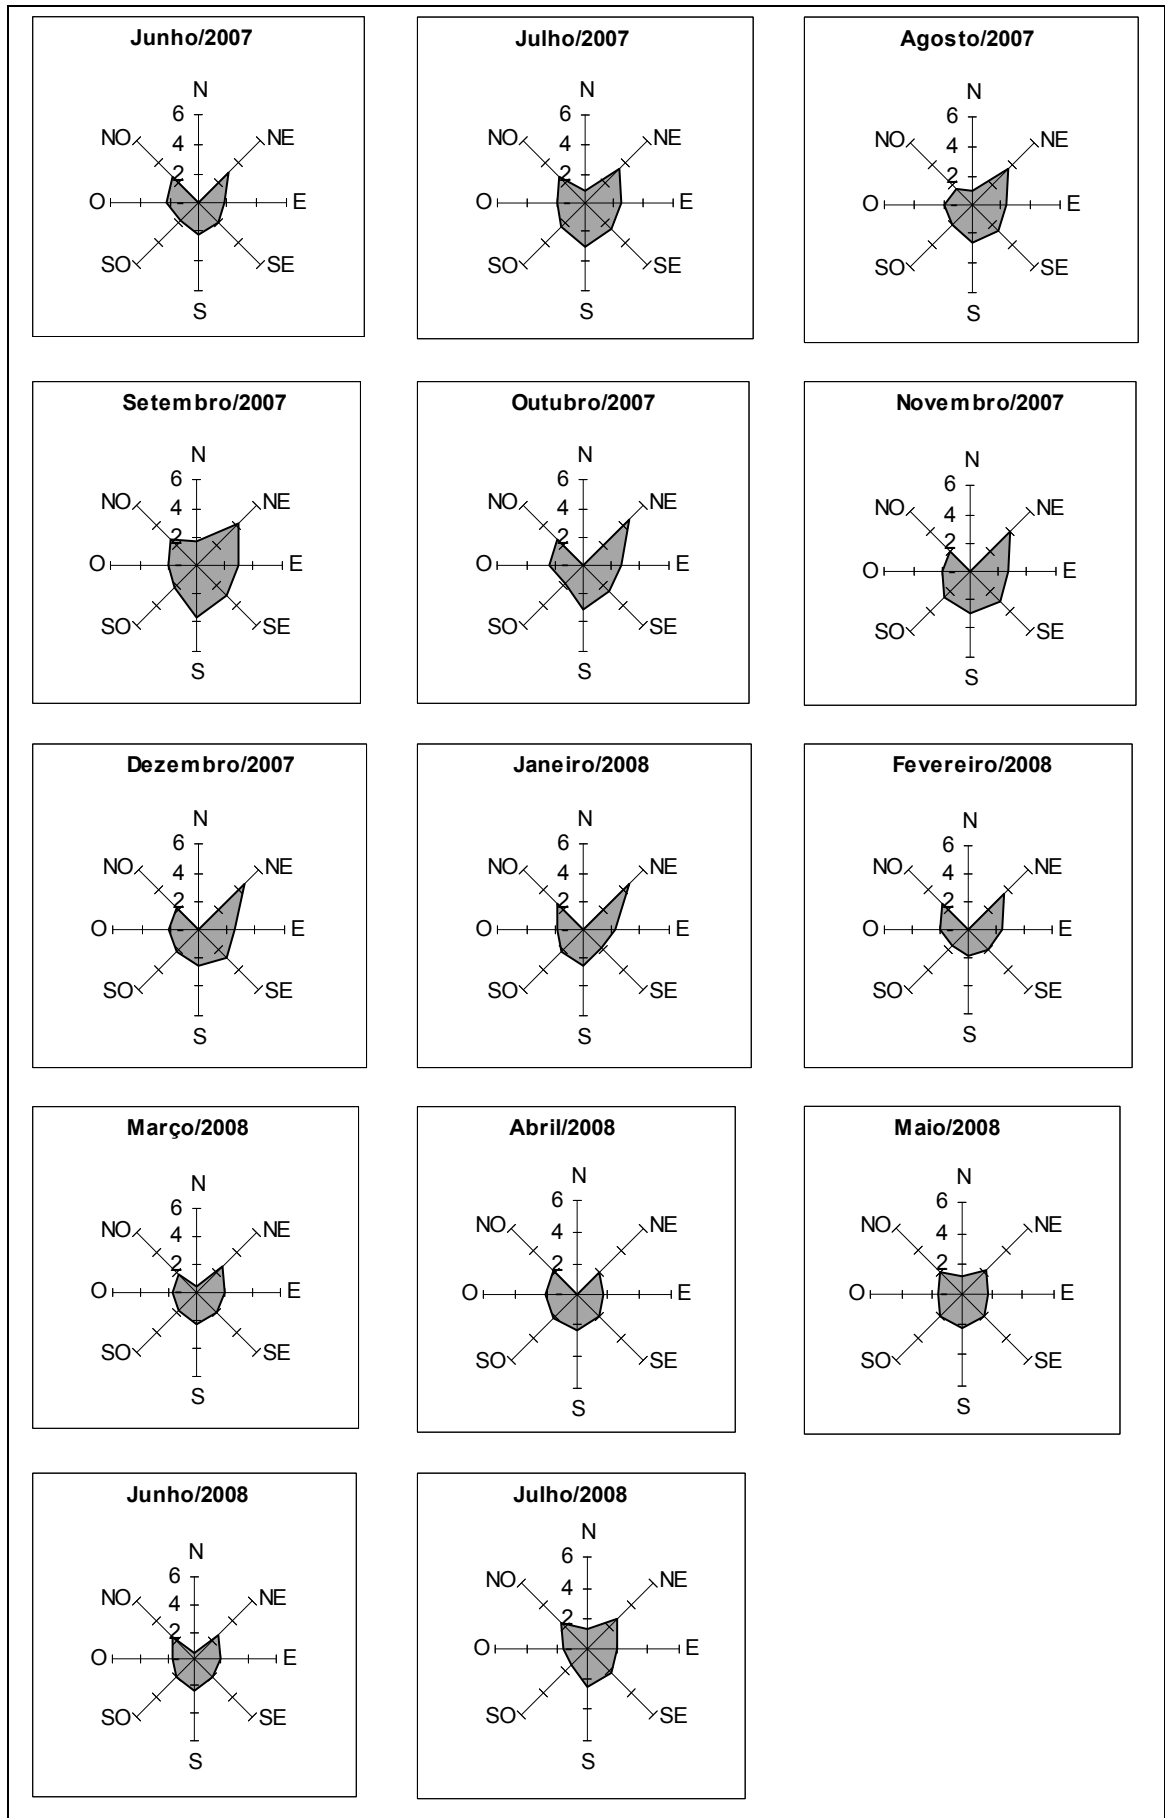 Junho/2007
N
6
NO
4
NE
2
O
E
SO
SE
S
Julho/2007
N
6
NO
4
NE
2
O
E
SO
SE
S
Agosto/2007
N
6
NO
4
NE
2
O
E
SO
SE
S
Setembro/2007
N
6
NO
4
NE
2
O
E
SO
SE
S
Outubro/2007
N
6
NO
4
NE
2
O
E
SO
SE
S
Novembro/2007
N
6
NO
4
NE
2
O
E
SO
SE
S
Dezembro/2007
N
6
NO
4
NE
2
O
E
SO
SE
S
Janeiro/2008
N
6
NO
4
NE
2
O
E
SO
SE
S
Fevereiro/2008
N
6
NO
4
NE
2
O
E
SO
SE
S
Março/2008
N
6
NO
4
NE
2
O
E
SO
SE
S
Abril/2008
N
6
NO
4
NE
2
O
E
SO
SE
S
Maio/2008
N
6
NO
4
NE
2
O
E
SO
SE
S
Junho/2008
N
6
NO
4
NE
2
O
E
SO
SE
S
Julho/2008
N
6
NO
4
NE
2
O
E
SO
SE
S